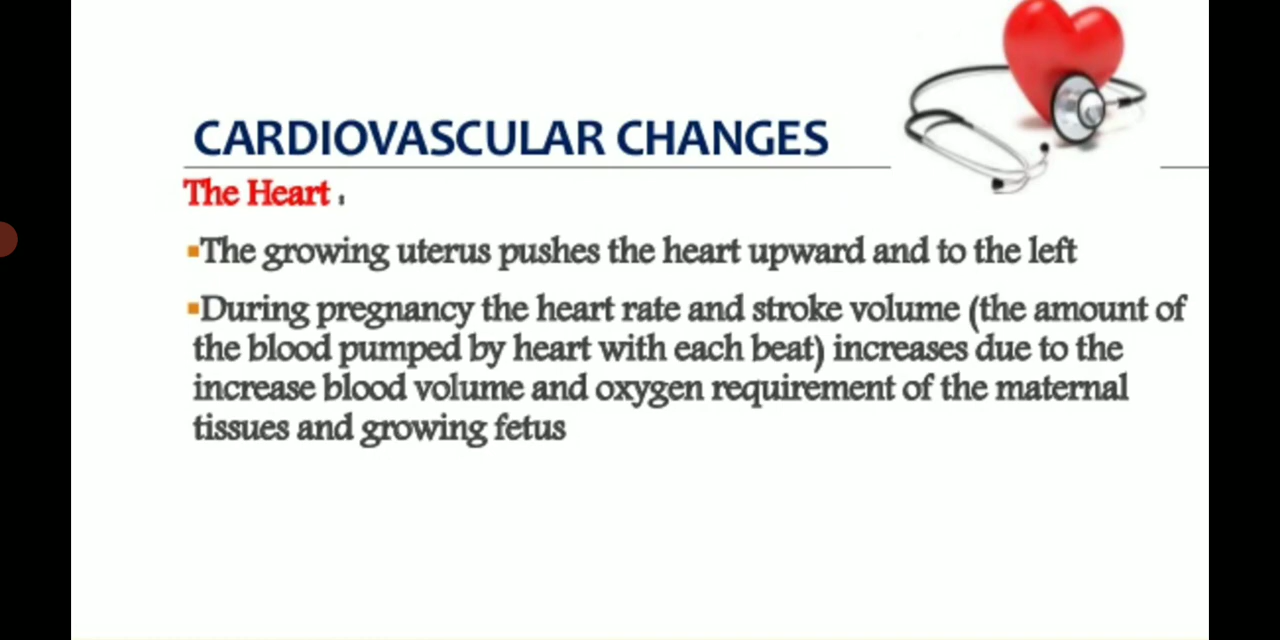 CARDIOVASCULAR CHANGES
The Heart :
▪The growing uterus pushes the heart upward and to the left
▪During pregnancy the heart rate and stroke volume (the amount of
the blood pumped by heart with each beat) increases due to the
increase blood volume and oxygen requirement of the maternal
tissues and growing fetus